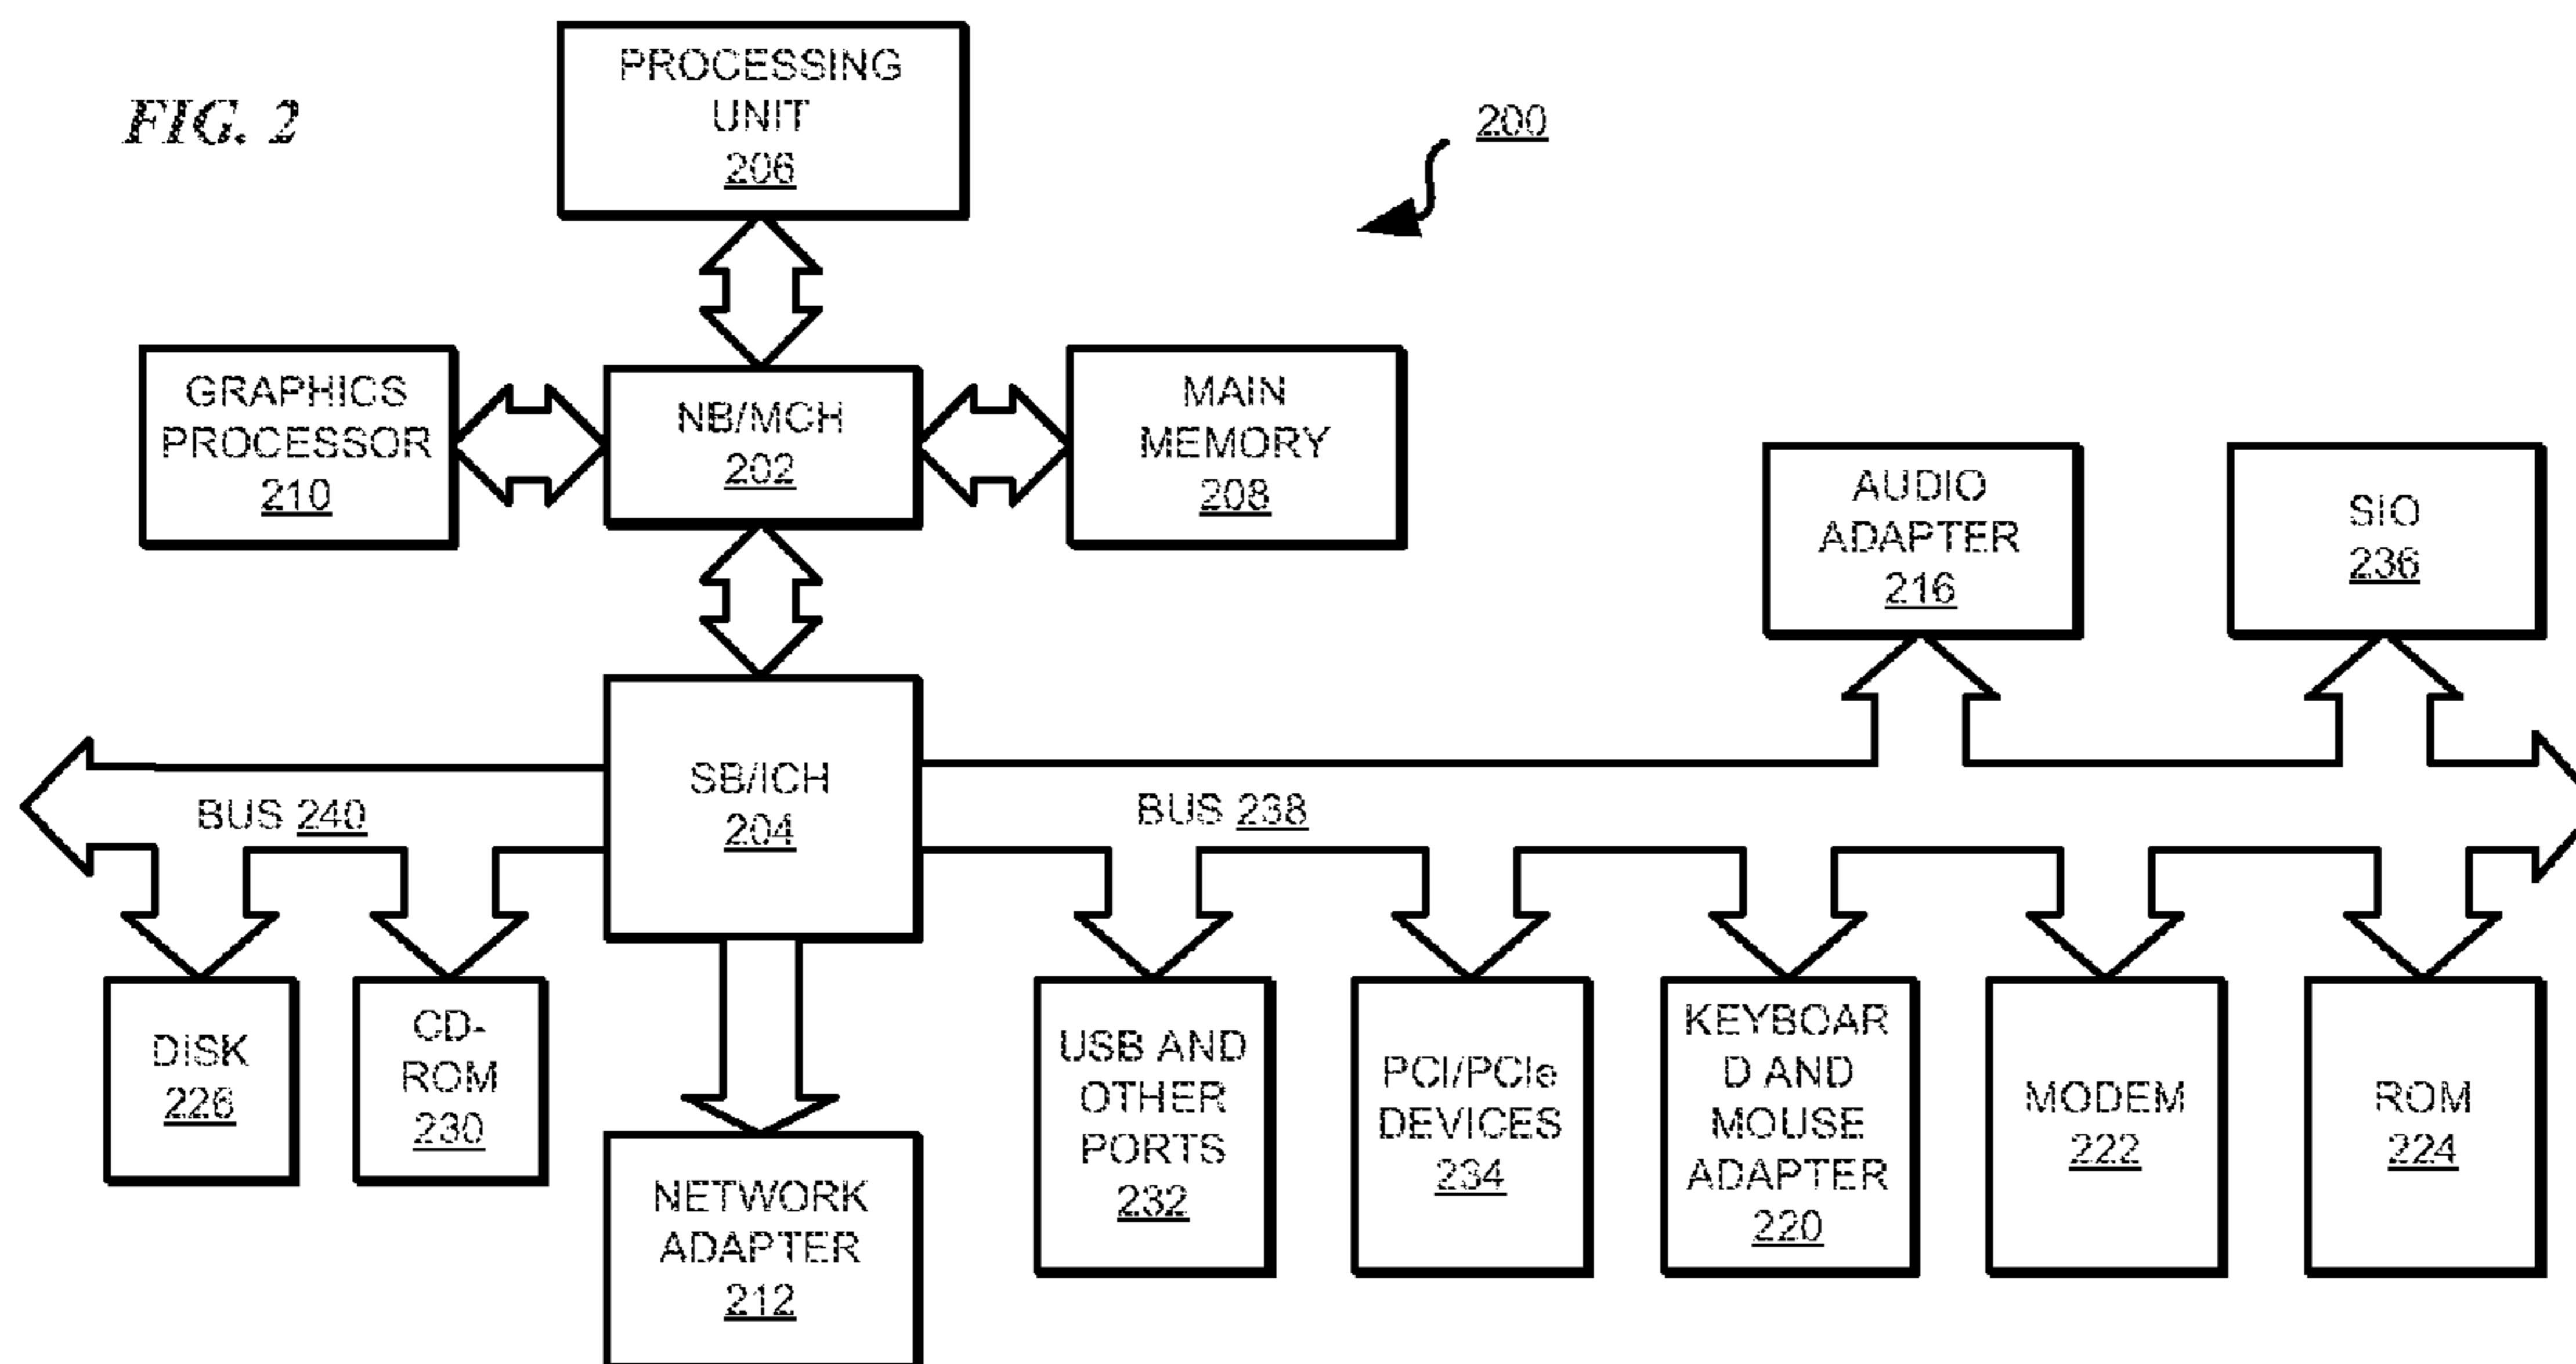 FIG. 2
PROCESSING
UNIT
206
200
GRAPHICS
PROCESSOR
210
NB/MCH
202
MAIN
MEMORY
208
AUDIO
ADAPTER
216
SIO
236
SB/ICH
204
BUS 240
BUS 238
DISK
226
CD-
ROM
230
NETWORK
ADAPTER
212
USB AND
OTHER
PORTS
232
PCI/PCIe
DEVICES
234
KEYBOAR
D AND
MOUSE
ADAPTER
220
MODEM
222
ROM
224